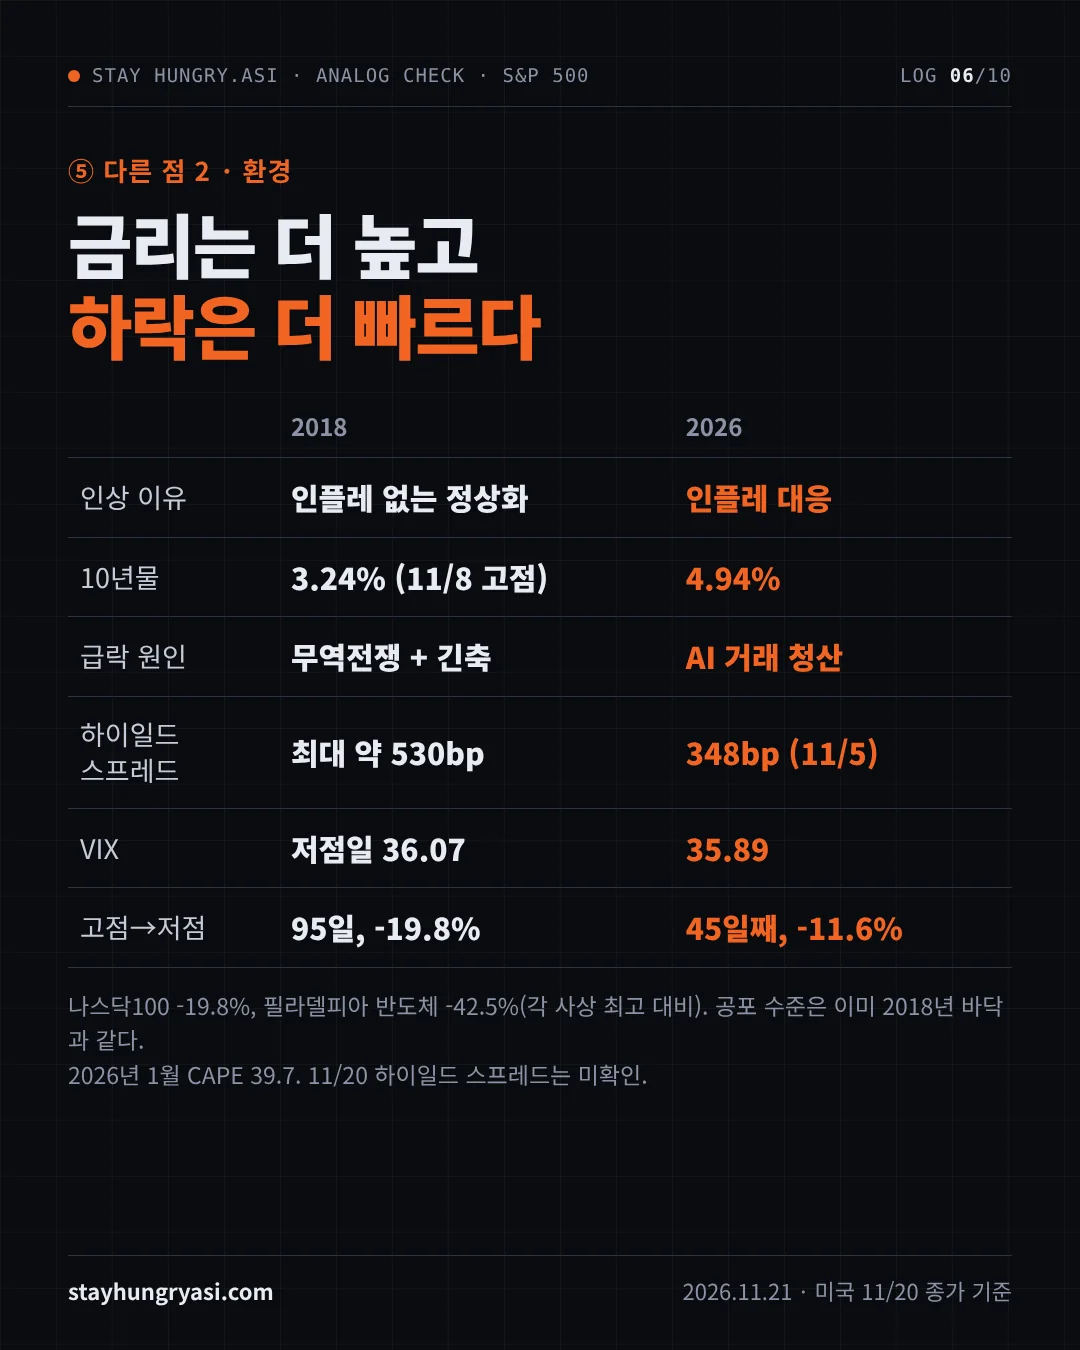 STAY HUNGRY.ASI · ANALOG CHECK · S&P 500
LOG 06/10
⑤ 다른 점 2 · 환경
금리는 더 높고
하락은 더 빠르다
2018 2026
인상 이유 인플레 없는 정상화 인플레 대응
10년물 3.24% (11/8 고점) 4.94%
급락 원인 무역전쟁 + 긴축 AI 거래 청산
하이일드
스프레드 최대 약 530bp 348bp (11/5)
VIX 저점일 36.07 35.89
고점→저점 95일, -19.8% 45일째, -11.6%
나스닥100 -19.8%, 필라델피아 반도체 -42.5%(각 사상 최고 대비). 공포 수준은 이미 2018년 바닥
과 같다.
2026년 1월 CAPE 39.7. 11/20 하이일드 스프레드는 미확인.
stayhungryasi.com
2026.11.21 · 미국 11/20 종가 기준